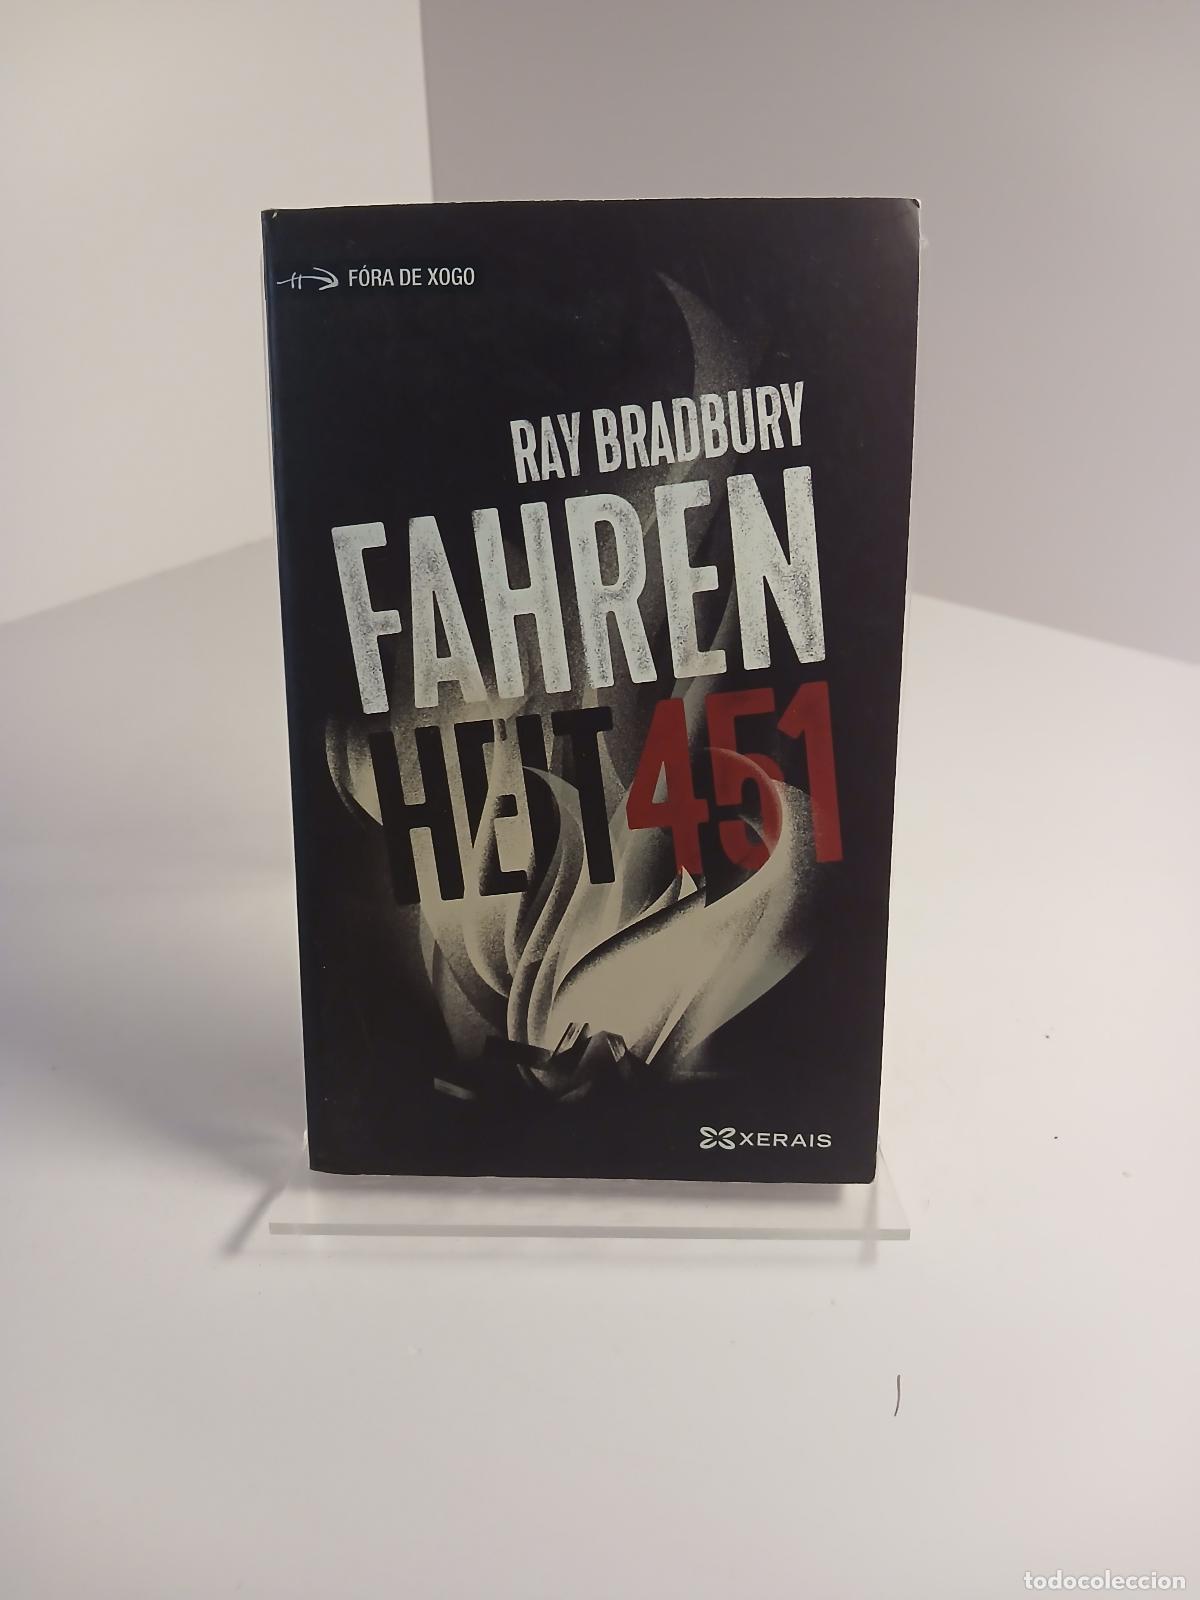 FÓRA DE XOGO
RAY BRADBURY
FAHREN
HEIT 451
XERAIS
todocoleccion